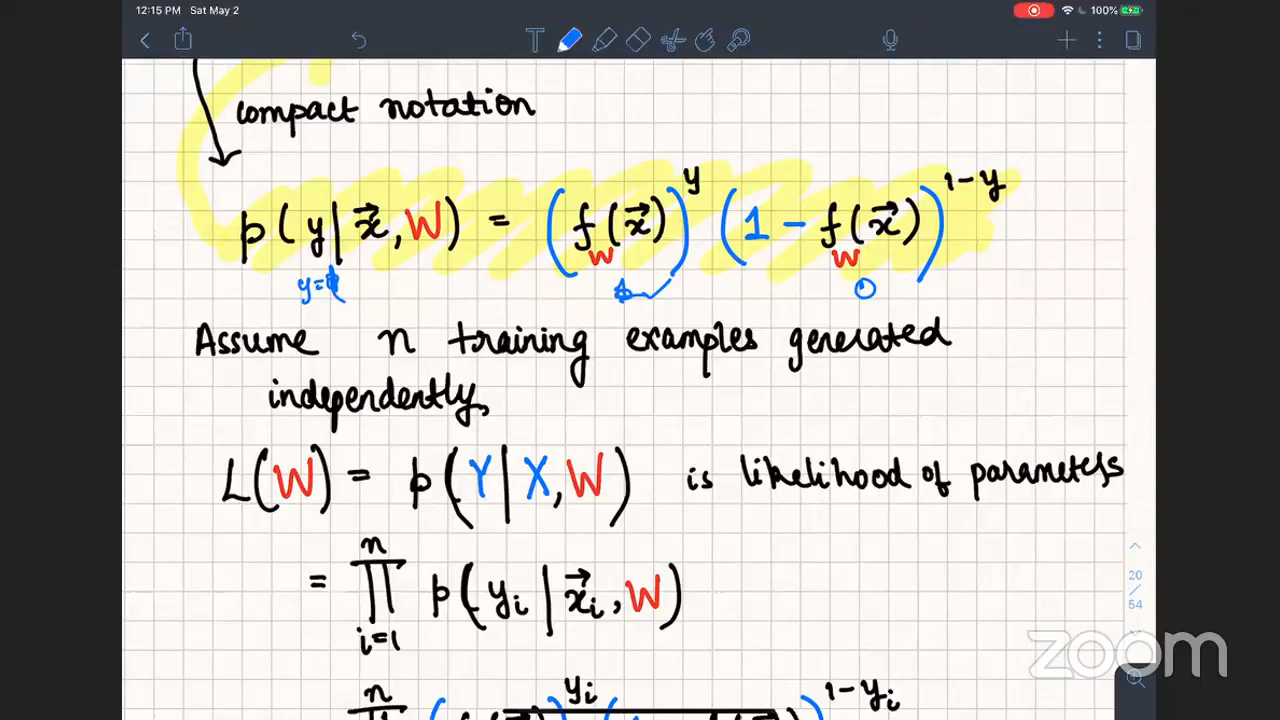 12:15 PM Sat May 2
100%
T
compact notation
p(y|x⃗, W) = (f_W(x⃗))^y (1 - f_W(x⃗))^{1-y}
Assume n training examples generated
independently,
L(W) = p(Y|X, W) is likelihood of parameters
= ∏_{i=1}^{n} p(y_i|x⃗_i, W)
20
/
54
zoom